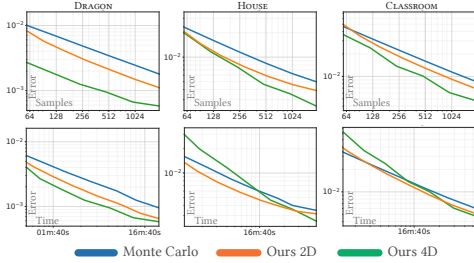 DRAGON
HOUSE
CLASSROOM
10⁻²
10⁻³
Error
Samples
64 128 256 512 1024
10⁻²
Error
Samples
64 128 256 512 1024
10⁻²
Error
Samples
64 128 256 512 1024
10⁻²
10⁻³
Error
Time
01m:40s 16m:40s
10⁻²
Error
Time
16m:40s
10⁻²
Error
Time
16m:40s
Monte Carlo Ours 2D Ours 4D